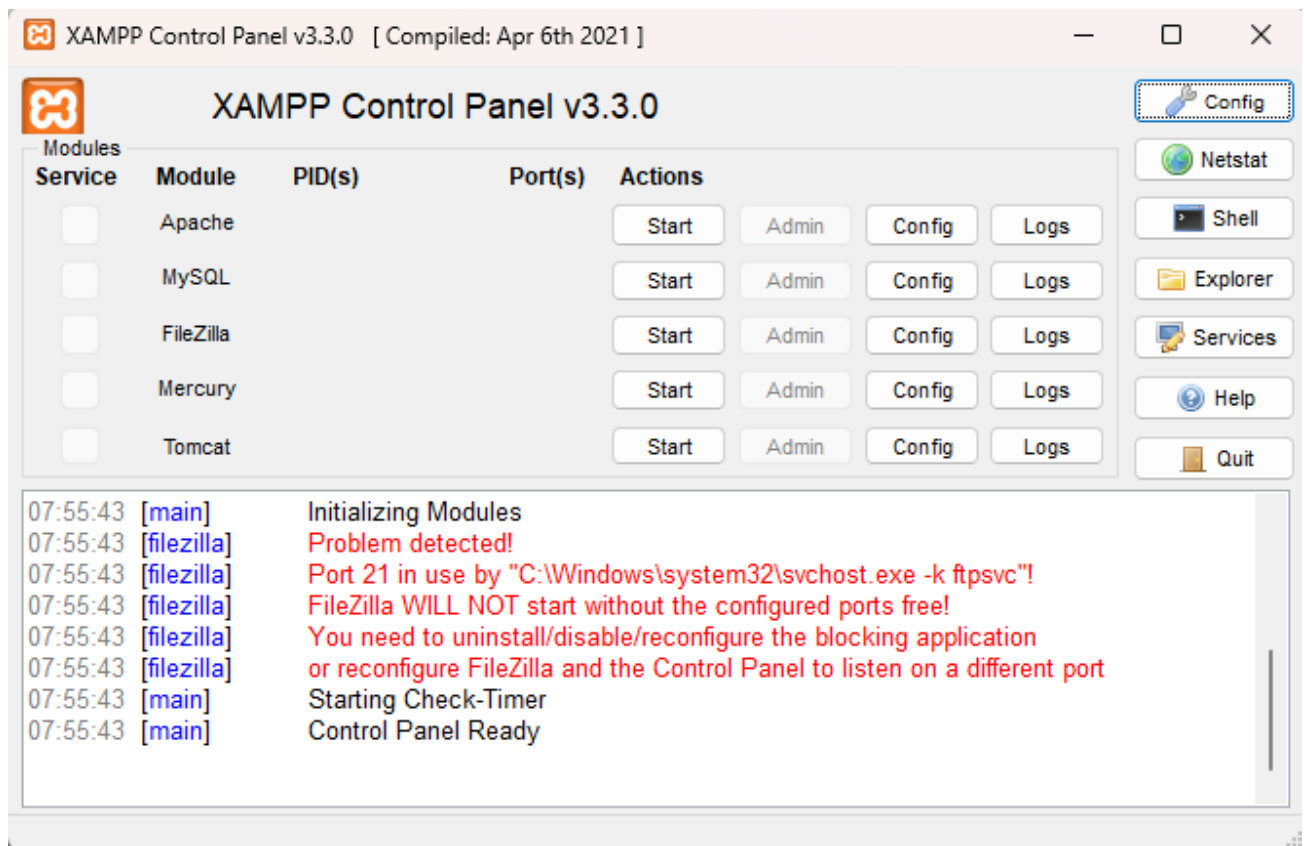 XAMPP Control Panel v3.3.0 [ Compiled: Apr 6th 2021 ]
XAMPP Control Panel v3.3.0
Config
Modules
Netstat
Service Module PID(s) Port(s) Actions
Apache Start Admin Config Logs
Shell
MySQL Start Admin Config Logs
Explorer
FileZilla Start Admin Config Logs
Services
Mercury Start Admin Config Logs
Help
Tomcat Start Admin Config Logs
Quit
07:55:43 [main] Initializing Modules
07:55:43 [filezilla] Problem detected!
07:55:43 [filezilla] Port 21 in use by "C:\Windows\system32\svchost.exe -k ftpsvc"!
07:55:43 [filezilla] FileZilla WILL NOT start without the configured ports free!
07:55:43 [filezilla] You need to uninstall/disable/reconfigure the blocking application
07:55:43 [filezilla] or reconfigure FileZilla and the Control Panel to listen on a different port
07:55:43 [main] Starting Check-Timer
07:55:43 [main] Control Panel Ready